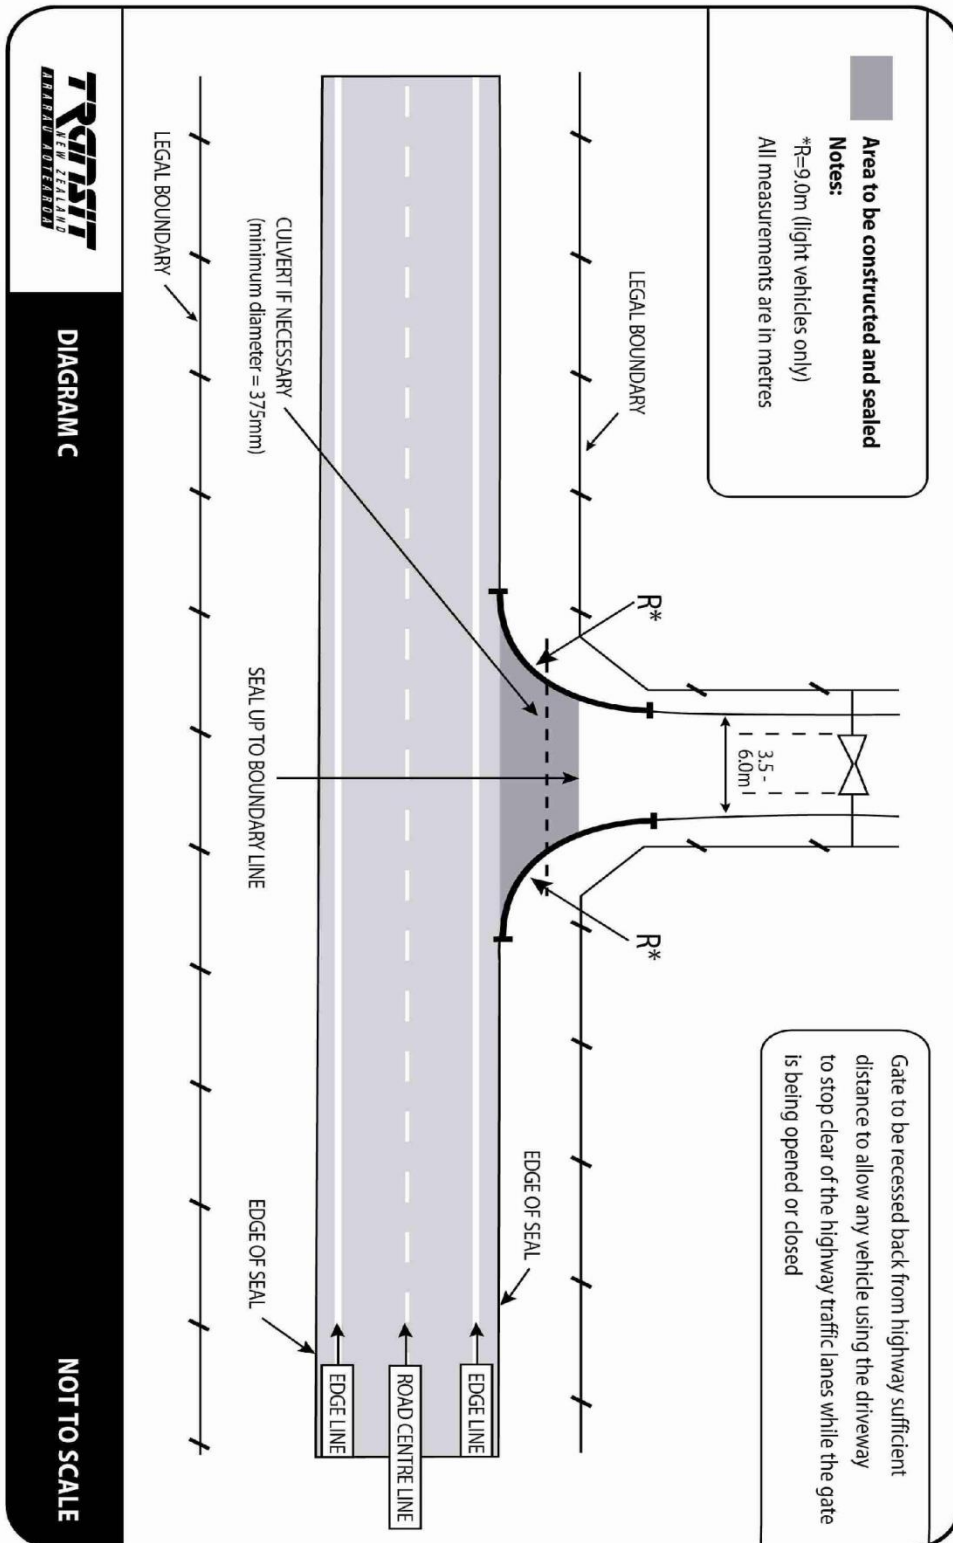 Area to be constructed and sealed
Notes:
*R=9.0m (light vehicles only)
All measurements are in metres
Gate to be recessed back from highway sufficient
distance to allow any vehicle using the driveway
to stop clear of the highway traffic lanes while the gate
is being opened or closed
3.5 -
6.0m
R*
R*
LEGAL BOUNDARY
EDGE OF SEAL
EDGE LINE
ROAD CENTRE LINE
EDGE LINE
CULVERT IF NECESSARY
(minimum diameter = 375mm)
SEAL UP TO BOUNDARY LINE
EDGE OF SEAL
LEGAL BOUNDARY
TRANSIT
NEW ZEALAND
ARARAU AOTEAROA
DIAGRAM C
NOT TO SCALE